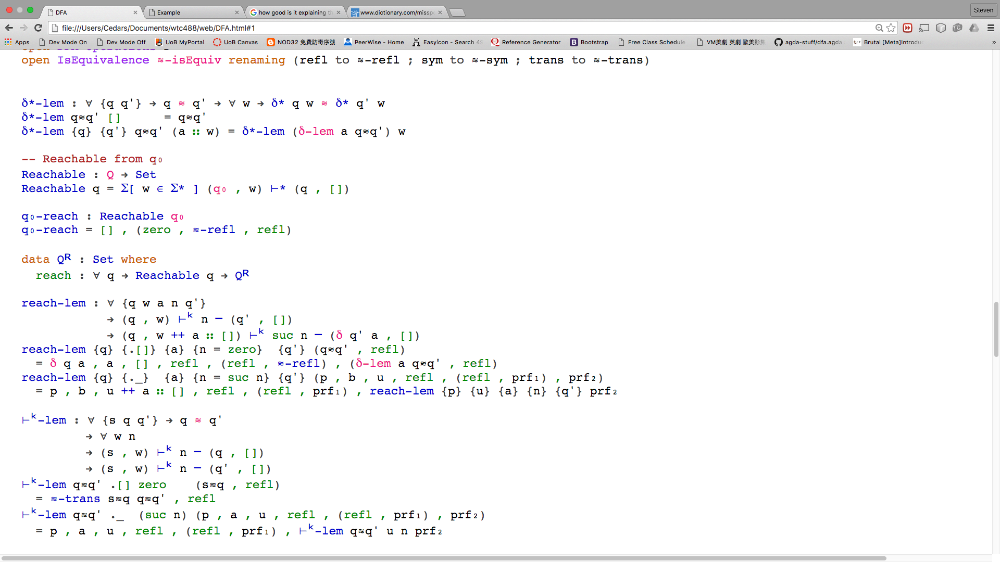 DFA
Example
how good is it explaining th
www.dictionary.com/missp
Steven
file:///Users/Cedars/Documents/wtc488/web/DFA.html#1
Apps Dev Mode On Dev Mode Off UoB MyPortal UoB Canvas NOD32 免費防毒序號 PeerWise - Home Easyicon - Search 49 Reference Generator Bootstrap Free Class Schedule VM美劇 英劇 歐美影集 agda-stuff/dfa.agda Brutal [Meta]Introduc »
open IsEquivalence ≋-isEquiv renaming (refl to ≋-refl ; sym to ≋-sym ; trans to ≋-trans)
δ*-lem : ∀ {q q'} → q ≋ q' → ∀ w → δ* q w ≋ δ* q' w
δ*-lem q≋q' [] = q≋q'
δ*-lem {q} {q'} q≋q' (a ∷ w) = δ*-lem (δ-lem a q≋q') w
-- Reachable from q₀
Reachable : Q → Set
Reachable q = Σ[ w ∈ Σ* ] (q₀ , w) ⊢* (q , [])
q₀-reach : Reachable q₀
q₀-reach = [] , (zero , ≋-refl , refl)
data Qᴿ : Set where
reach : ∀ q → Reachable q → Qᴿ
reach-lem : ∀ {q w a n q'}
→ (q , w) ⊢ᵏ n ─ (q' , [])
→ (q , w ++ a ∷ []) ⊢ᵏ suc n ─ (δ q' a , [])
reach-lem {q} {.[]} {a} {n = zero} {q'} (q≋q' , refl)
= δ q a , a , [] , refl , (refl , ≋-refl) , (δ-lem a q≋q' , refl)
reach-lem {q} {._} {a} {n = suc n} {q'} (p , b , u , refl , (refl , prf₁) , prf₂)
= p , b , u ++ a ∷ [] , refl , (refl , prf₁) , reach-lem {p} {u} {a} {n} {q'} prf₂
⊢ᵏ-lem : ∀ {s q q'} → q ≋ q'
→ ∀ w n
→ (s , w) ⊢ᵏ n ─ (q , [])
→ (s , w) ⊢ᵏ n ─ (q' , [])
⊢ᵏ-lem q≋q' .[] zero (s≋q , refl)
= ≋-trans s≋q q≋q' , refl
⊢ᵏ-lem q≋q' ._ (suc n) (p , a , u , refl , (refl , prf₁) , prf₂)
= p , a , u , refl , (refl , prf₁) , ⊢ᵏ-lem q≋q' u n prf₂